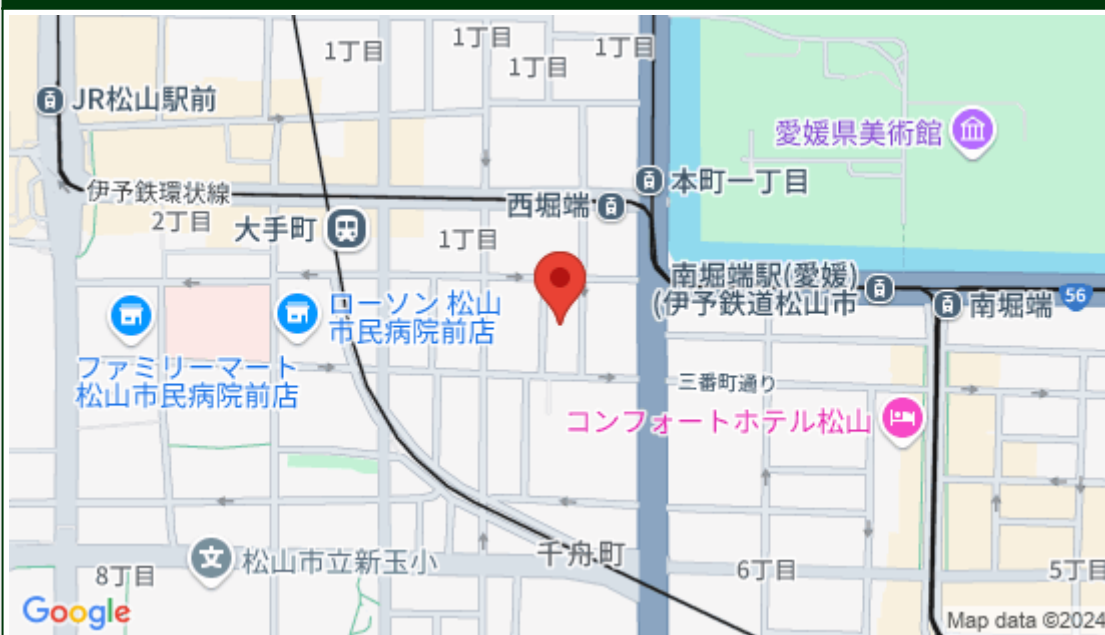 1丁目
1丁目
1丁目
1丁目
JR松山駅前
愛媛県美術館
本町一丁目
伊予鉄環状線
西堀端
2丁目
大手町
1丁目
南堀端駅(愛媛)
(伊予鉄道松山市
南堀端
56
ローソン 松山
市民病院前店
ファミリーマート
松山市民病院前店
三番町通り
コンフォートホテル松山
千舟町
文
松山市立新玉小
8丁目
6丁目
5丁目
Google
Map data ©2024